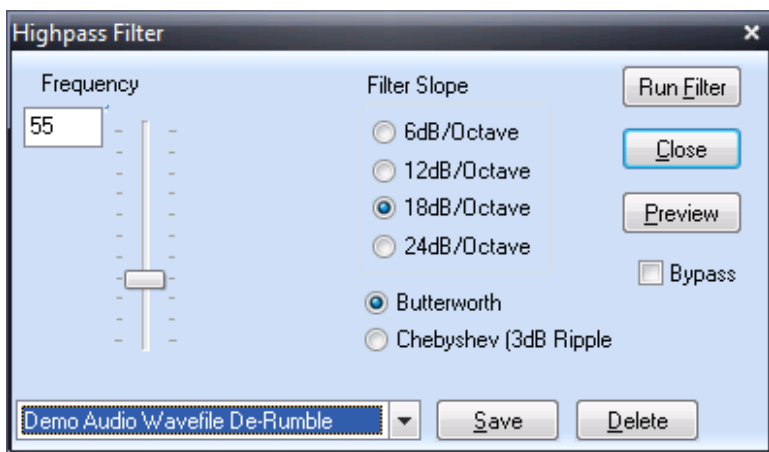 Highpass Filter
Frequency
55
Filter Slope
6dB/Octave
12dB/Octave
18dB/Octave
24dB/Octave
Butterworth
Chebyshev (3dB Ripple
Run Filter
Close
Preview
Bypass
Demo Audio Wavefile De-Rumble
Save
Delete